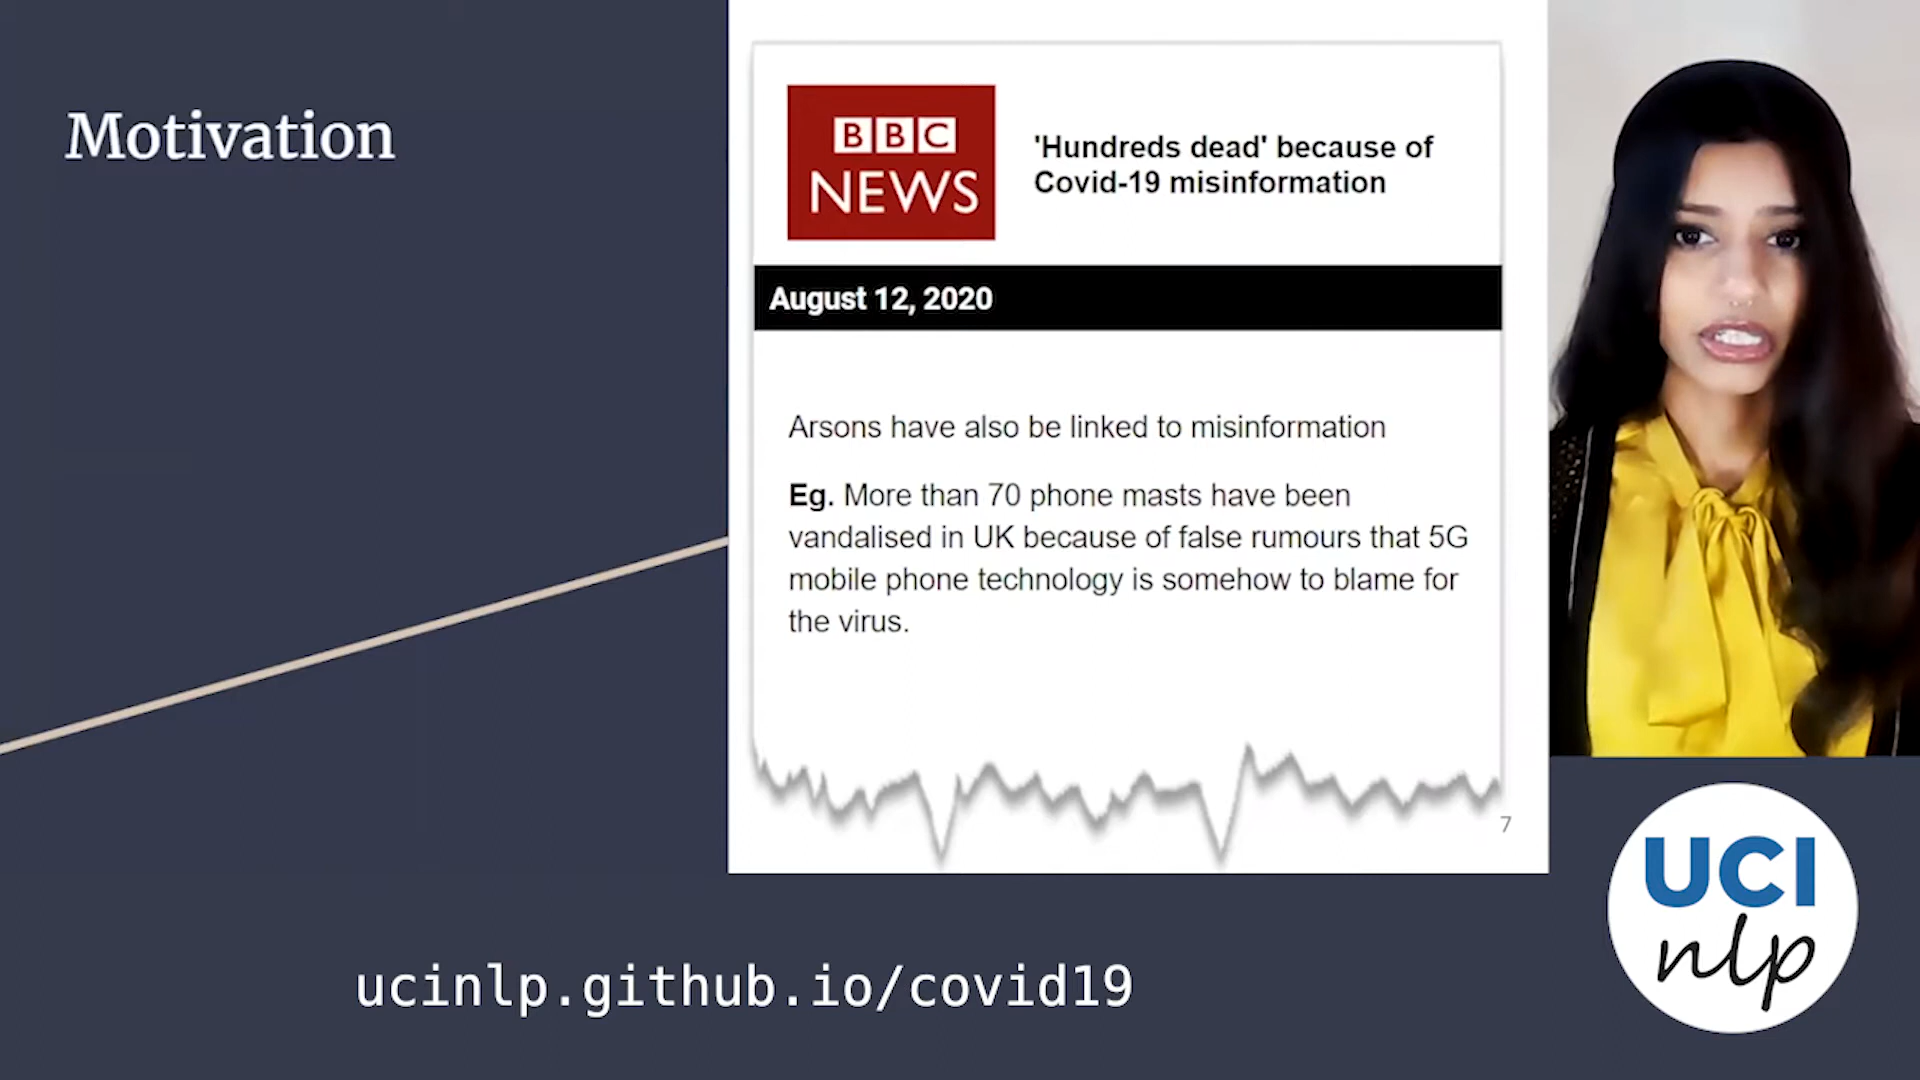 Motivation
BBC
NEWS
'Hundreds dead' because of
Covid-19 misinformation
August 12, 2020
Arsons have also be linked to misinformation
Eg. More than 70 phone masts have been
vandalised in UK because of false rumours that 5G
mobile phone technology is somehow to blame for
the virus.
7
ucinlp.github.io/covid19
UCI
nlp